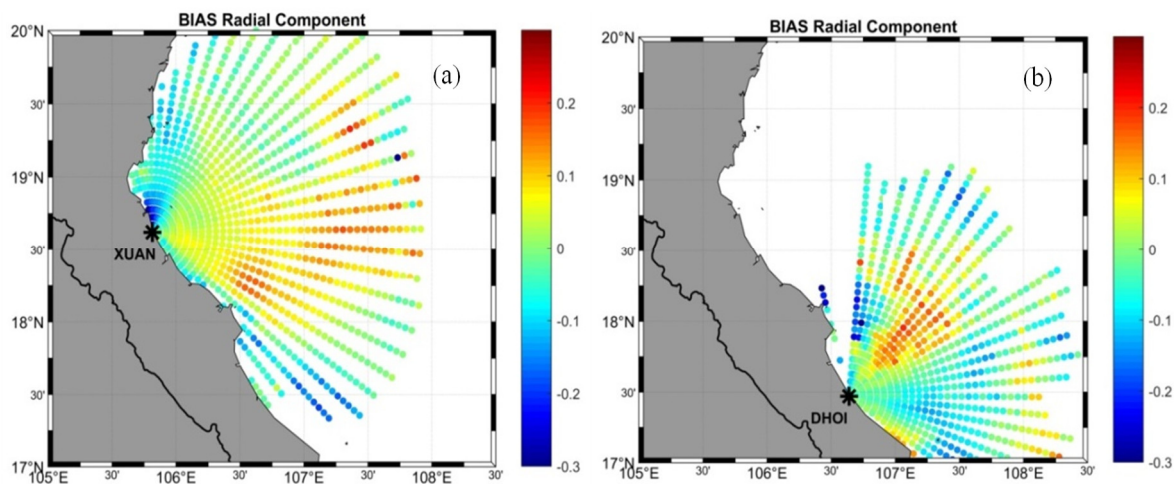 BIAS Radial Component
(a)
20°N
30'
19°N
30'
18°N
30'
17°N
105°E
30'
106°E
30'
107°E
30'
108°E
30'
XUAN
0.2
0.1
0
-0.1
-0.2
-0.3
BIAS Radial Component
(b)
20°N
30'
19°N
30'
18°N
30'
17°N
105°E
30'
106°E
30'
107°E
30'
108°E
30'
DHOI
0.2
0.1
0
-0.1
-0.2
-0.3